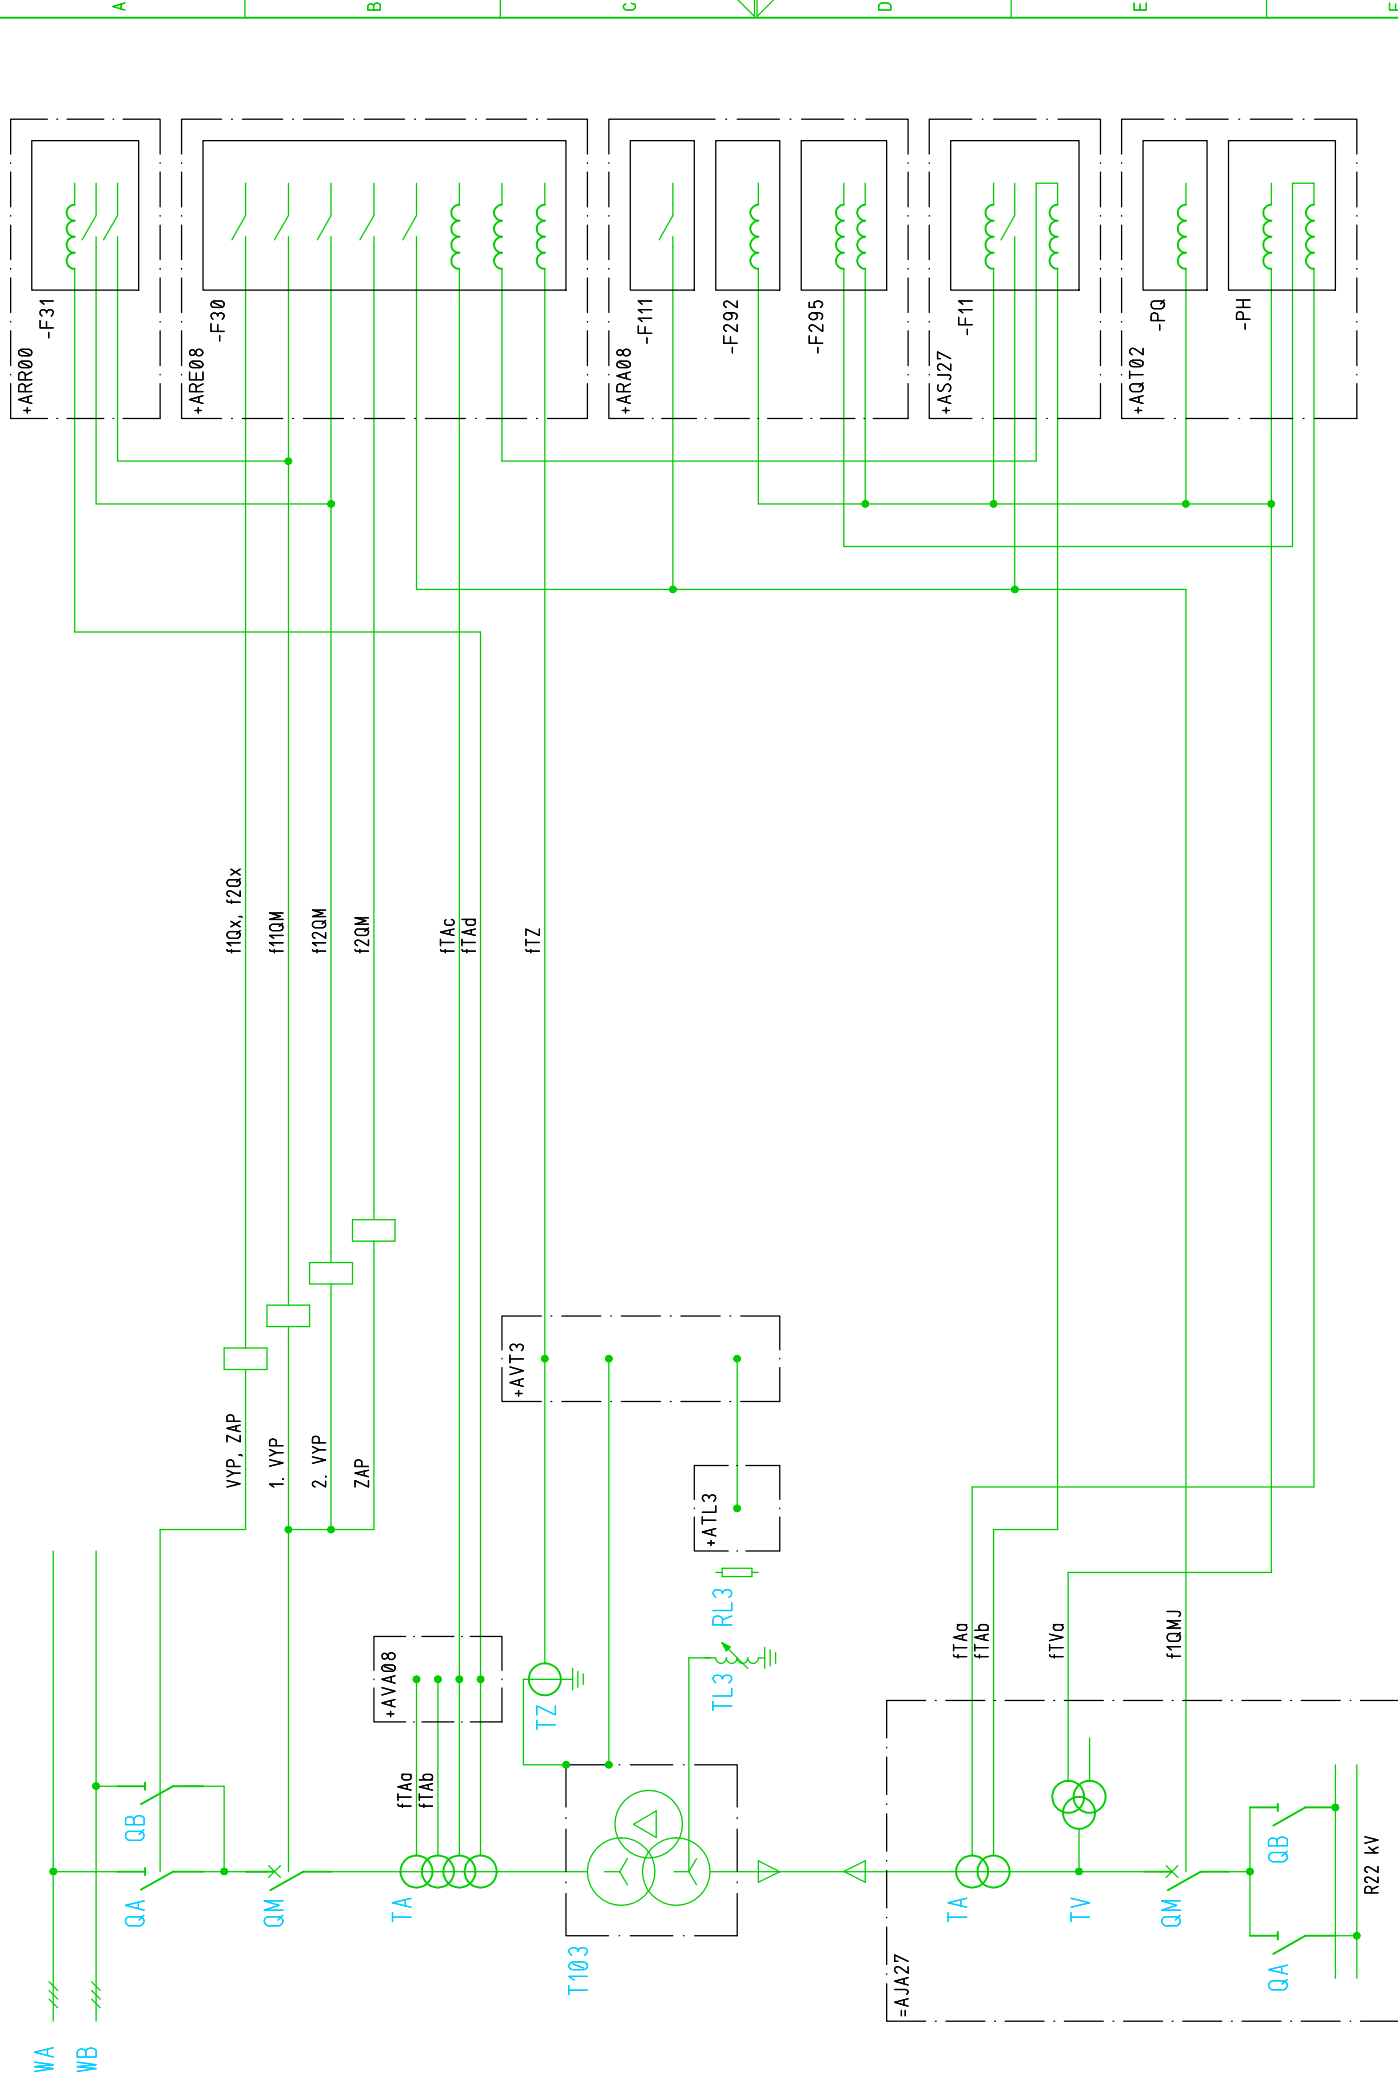 A
B
C
D
E
F
+ARR00
-F31
+ARE08
-F30
+ARA08
-F111
-F292
-F295
+ASJ27
-F11
+AQT02
-PQ
-PH
f1Qx, f2Qx
f11QM
f12QM
f2QM
fTAc
fTAd
fTZ
VYP, ZAP
1. VYP
2. VYP
ZAP
+AVT3
+ATL3
RL3
TL3
+AVA08
TZ
fTAa
fTAb
fTAa
fTAb
fTVa
f1QMJ
QB
QA
QM
TA
T103
TA
TV
QM
QB
QA
R22 kV
=AJA27
WA
WB